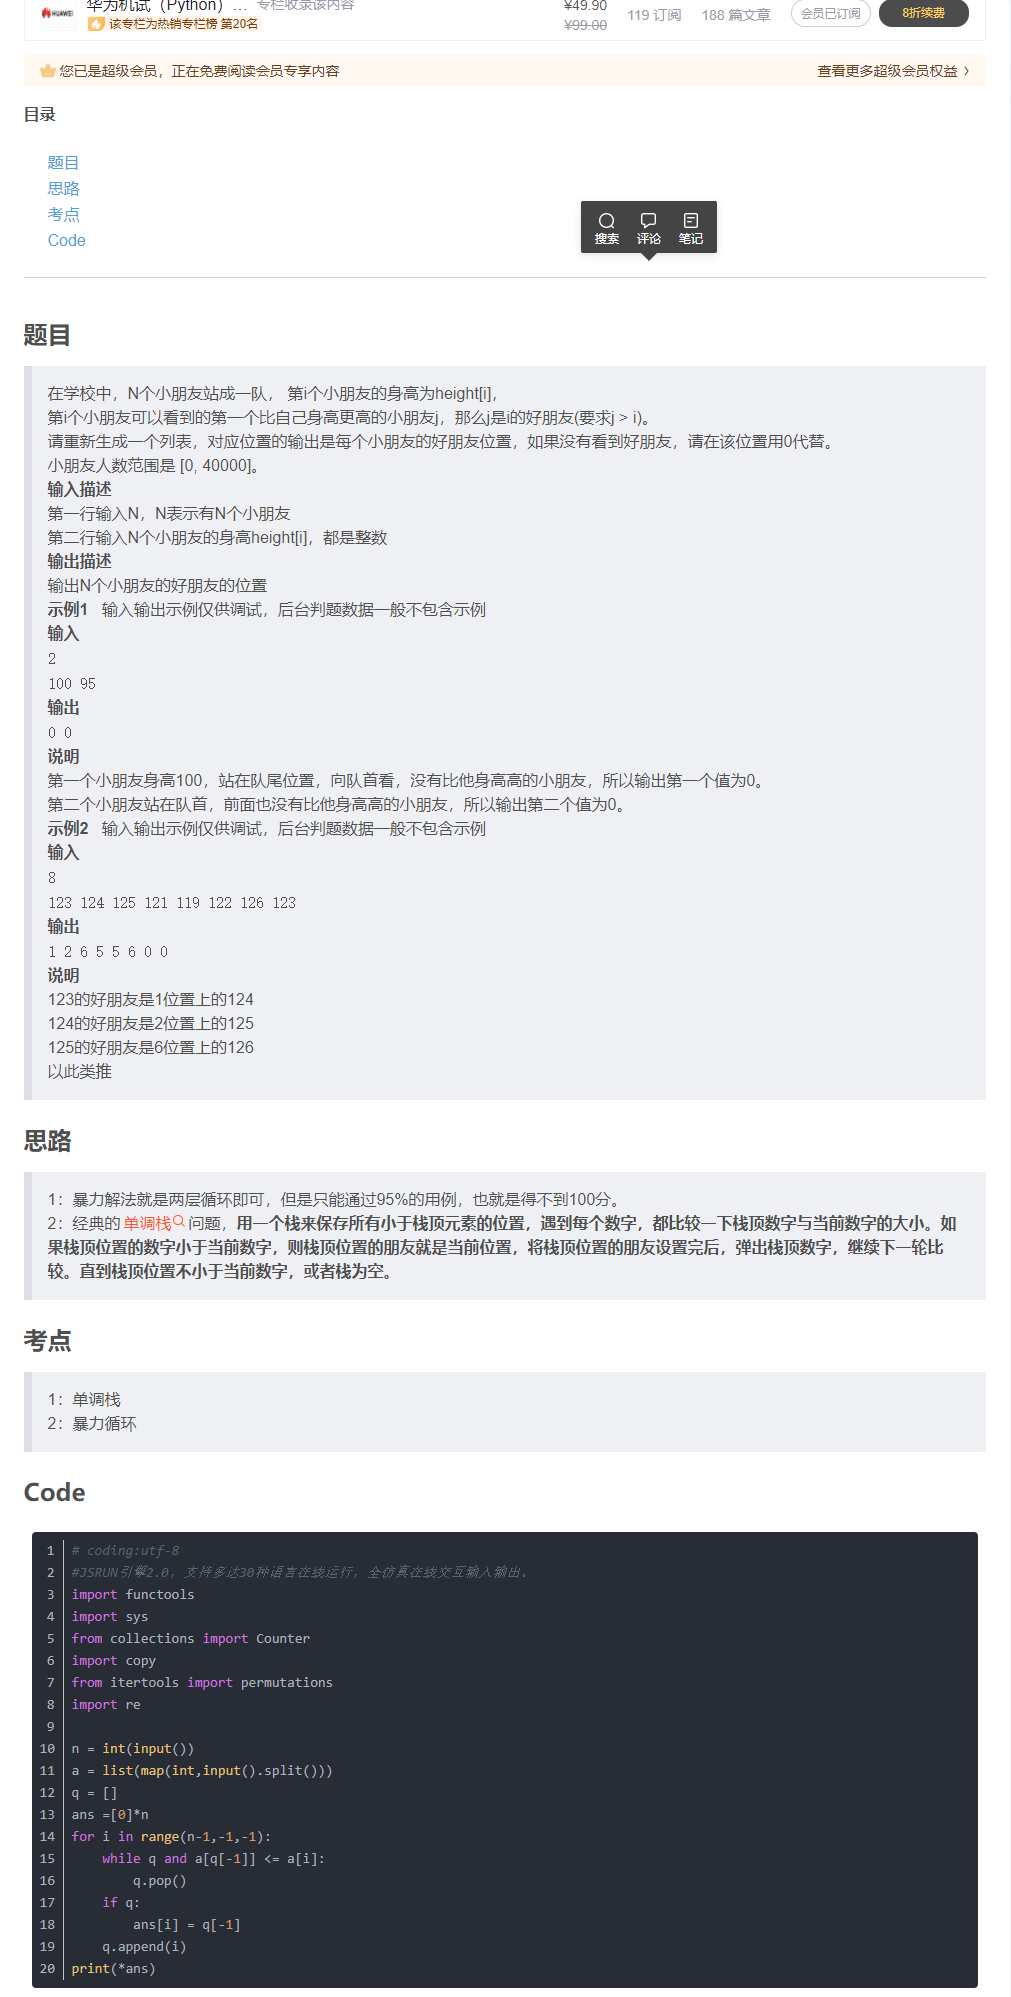 华为机试（Python）... 专栏收录该内容 ¥49.90
该专栏为热销专栏榜 第20名 ¥99.00 119 订阅 188 篇文章 会员已订阅 8折续费
您已是超级会员，正在免费阅读会员专享内容 查看更多超级会员权益
目录
题目
思路
考点
Code
搜索 评论 笔记
题目
在学校中，N个小朋友站成一队， 第i个小朋友的身高为height[i]，
第i个小朋友可以看到的第一个比自己身高更高的小朋友j，那么j是i的好朋友(要求j > i)。
请重新生成一个列表，对应位置的输出是每个小朋友的好朋友位置，如果没有看到好朋友，请在该位置用0代替。
小朋友人数范围是 [0, 40000]。
输入描述
第一行输入N，N表示有N个小朋友
第二行输入N个小朋友的身高height[i]，都是整数
输出描述
输出N个小朋友的好朋友的位置
示例1 输入输出示例仅供调试，后台判题数据一般不包含示例
输入
2
100 95
输出
0 0
说明
第一个小朋友身高100，站在队尾位置，向队首看，没有比他身高高的小朋友，所以输出第一个值为0。
第二个小朋友站在队首，前面也没有比他身高高的小朋友，所以输出第二个值为0。
示例2 输入输出示例仅供调试，后台判题数据一般不包含示例
输入
8
123 124 125 121 119 122 126 123
输出
1 2 6 5 5 6 0 0
说明
123的好朋友是1位置上的124
124的好朋友是2位置上的125
125的好朋友是6位置上的126
以此类推
思路
1：暴力解法就是两层循环即可，但是只能通过95%的用例，也就是得不到100分。
2：经典的 单调栈 问题，用一个栈来保存所有小于栈顶元素的位置，遇到每个数字，都比较一下栈顶数字与当前数字的大小。如
果栈顶位置的数字小于当前数字，则栈顶位置的朋友就是当前位置，将栈顶位置的朋友设置完后，弹出栈顶数字，继续下一轮比
较。直到栈顶位置不小于当前数字，或者栈为空。
考点
1：单调栈
2：暴力循环
Code
1 # coding:utf-8
2 #JSRUN引擎2.0，支持多达30种语言在线运行，全仿真在线交互输入输出。
3 import functools
4 import sys
5 from collections import Counter
6 import copy
7 from itertools import permutations
8 import re
9
10 n = int(input())
11 a = list(map(int,input().split()))
12 q = []
13 ans =[0]*n
14 for i in range(n-1,-1,-1):
15     while q and a[q[-1]] <= a[i]:
16         q.pop()
17     if q:
18         ans[i] = q[-1]
19     q.append(i)
20 print(*ans)